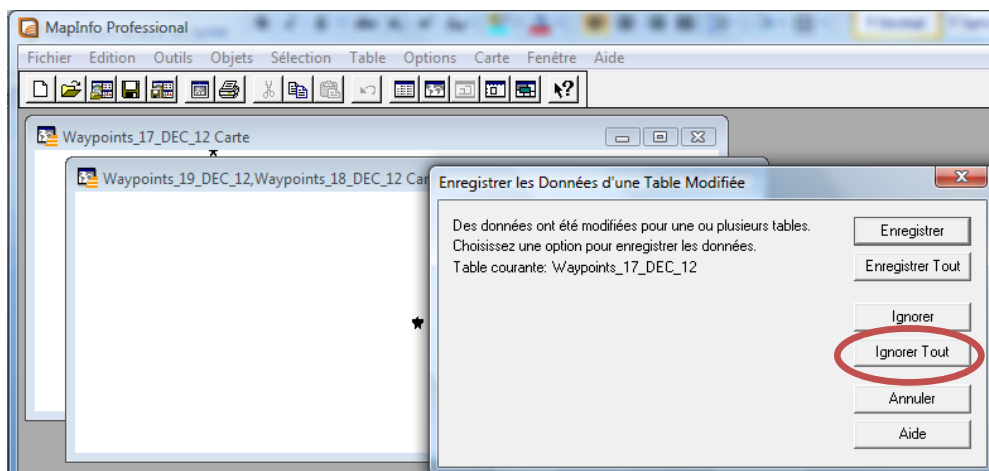 MapInfo Professional
Fichier Edition Outils Objets Sélection Table Options Carte Fenêtre Aide
Waypoints_17_DEC_12 Carte
Waypoints_19_DEC_12,Waypoints_18_DEC_12 Car
Enregistrer les Données d'une Table Modifiée
Des données ont été modifiées pour une ou plusieurs tables.
Choisissez une option pour enregistrer les données.
Table courante: Waypoints_17_DEC_12
Enregistrer
Enregistrer Tout
Ignorer
Ignorer Tout
Annuler
Aide